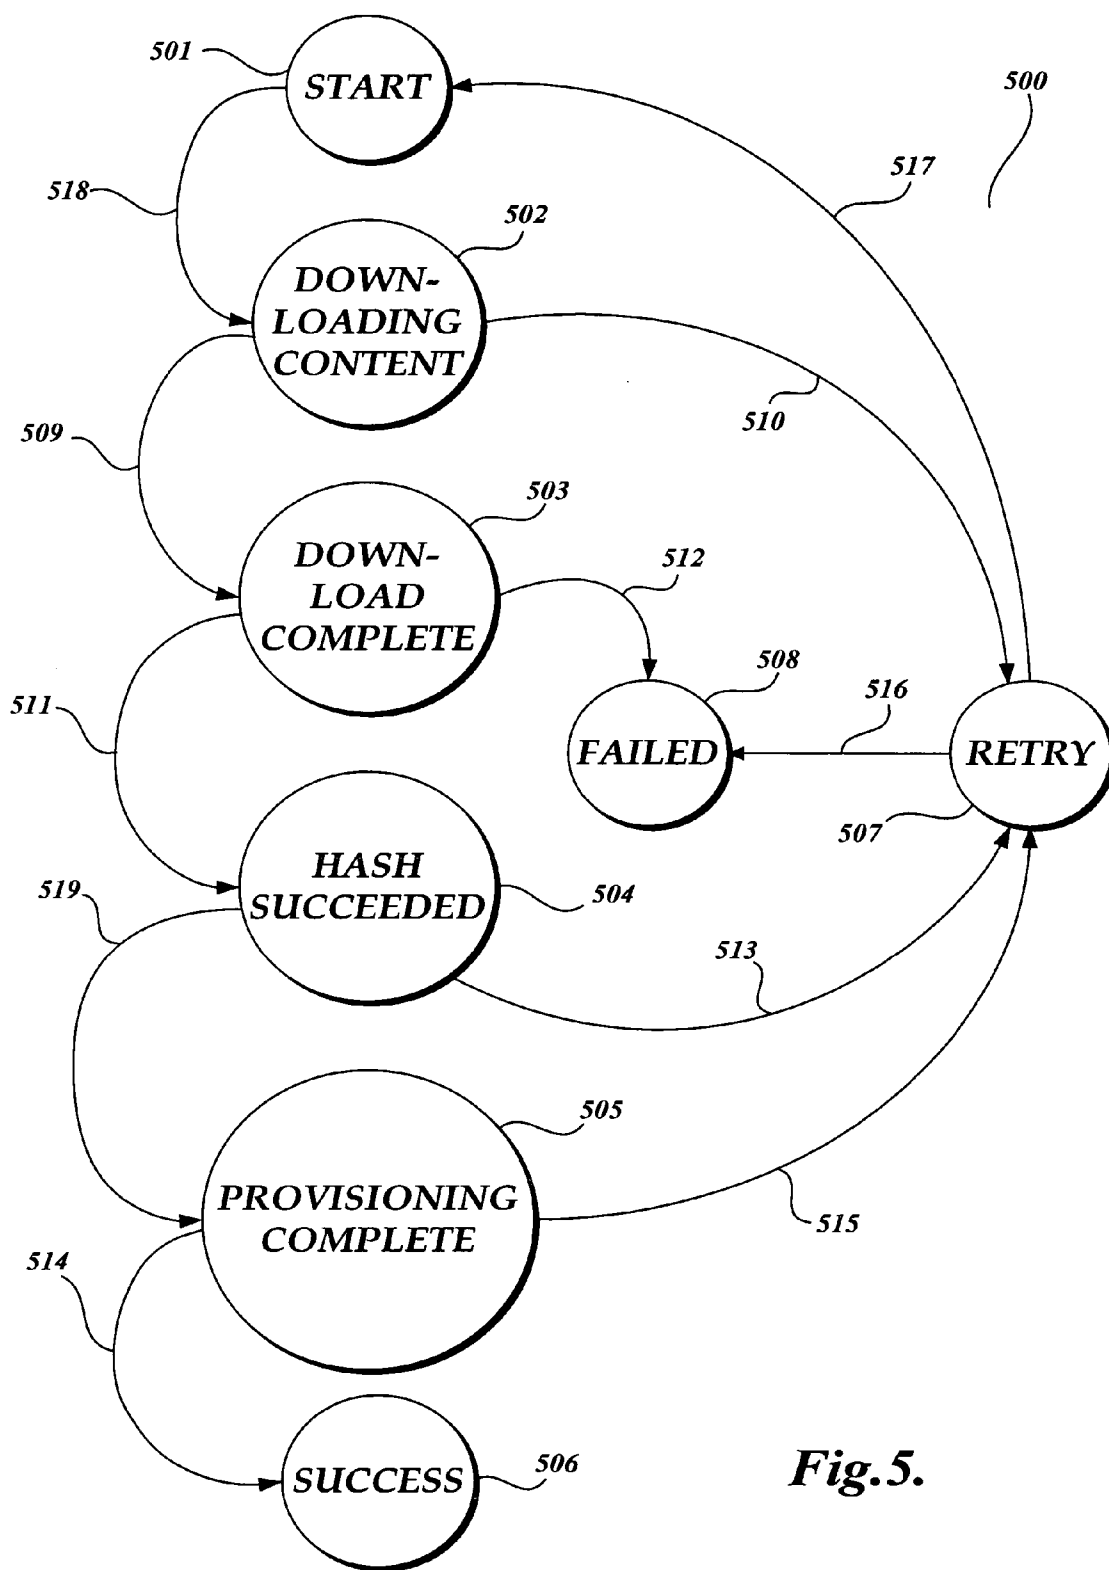 501
START
500
517
518
502
DOWN-
LOADING
CONTENT
510
509
503
DOWN-
LOAD
COMPLETE
512
508
516
511
FAILED
RETRY
507
HASH
SUCCEEDED
504
519
513
505
PROVISIONING
COMPLETE
515
514
SUCCESS
506
Fig.5.